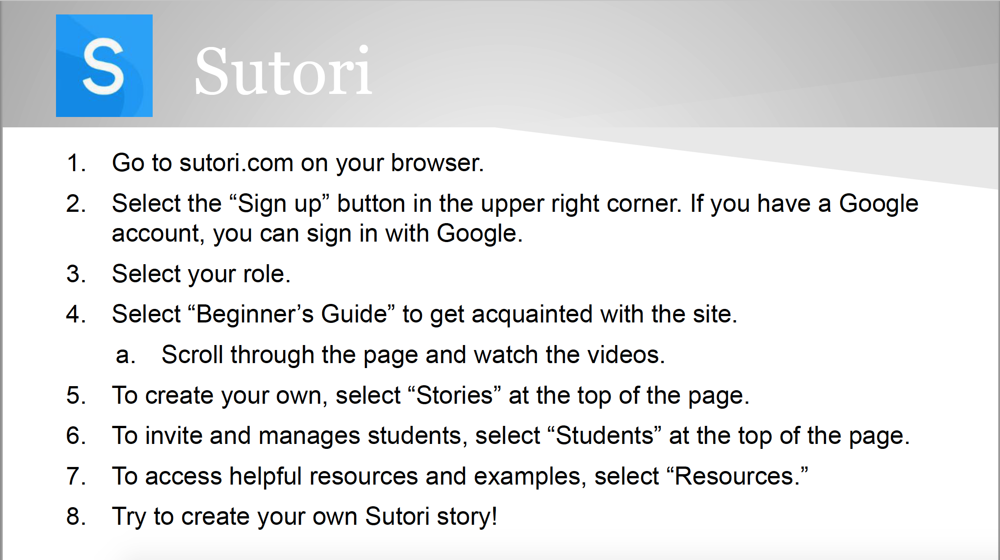 S
Sutori
1. Go to sutori.com on your browser.
2. Select the “Sign up” button in the upper right corner. If you have a Google
account, you can sign in with Google.
3. Select your role.
4. Select “Beginner’s Guide” to get acquainted with the site.
a. Scroll through the page and watch the videos.
5. To create your own, select “Stories” at the top of the page.
6. To invite and manages students, select “Students” at the top of the page.
7. To access helpful resources and examples, select “Resources.”
8. Try to create your own Sutori story!